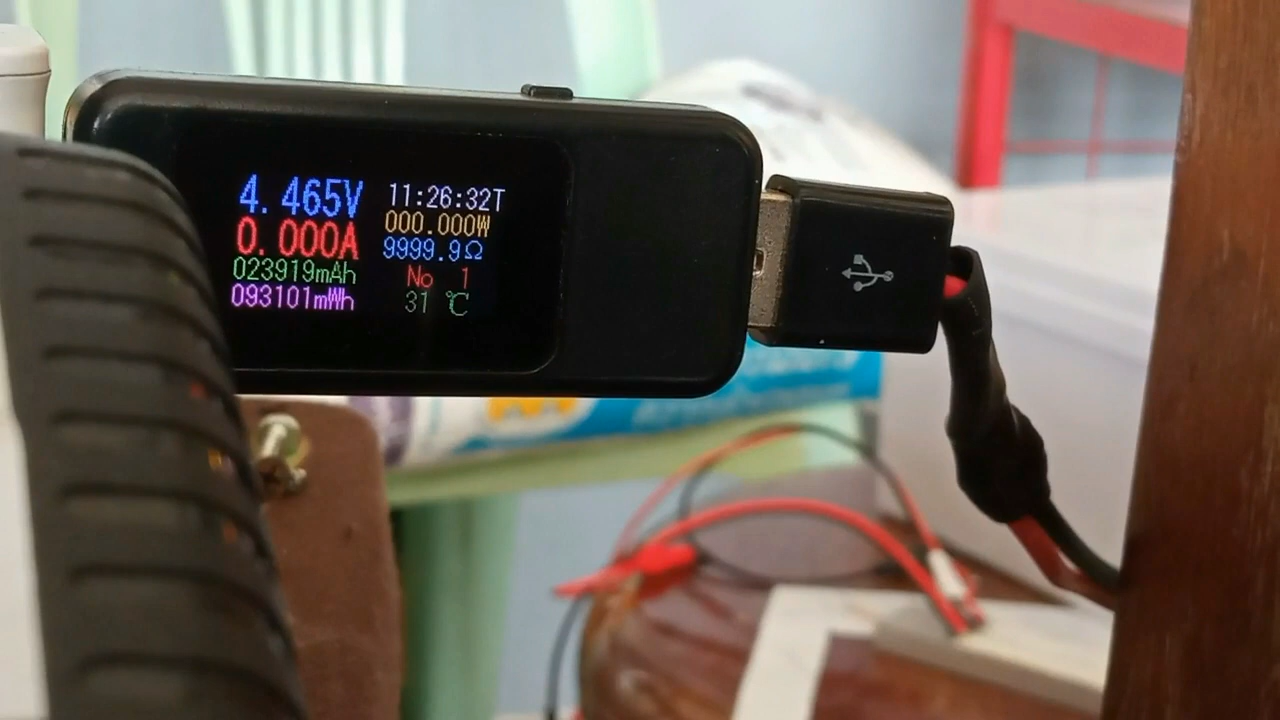 4.465V
0.000A
023919mAh
093101mWh
11:26:32T
000.000W
9999.9Ω
No 1
31 ℃